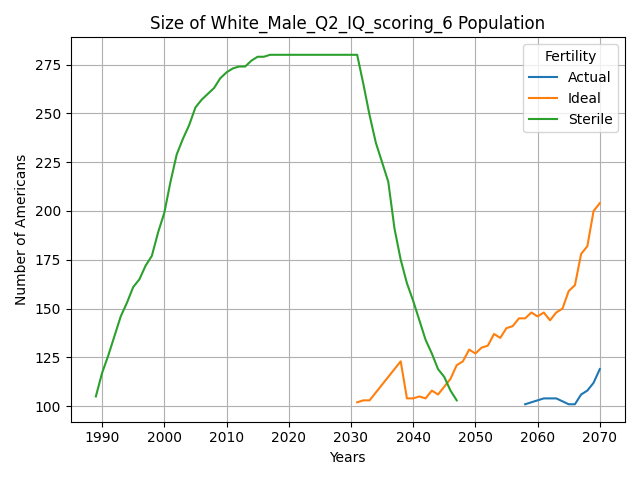 Size of White_Male_Q2_IQ_scoring_6 Population
Fertility
Actual
Ideal
Sterile
Number of Americans
275
250
225
200
175
150
125
100
1990 2000 2010 2020 2030 2040 2050 2060 2070
Years